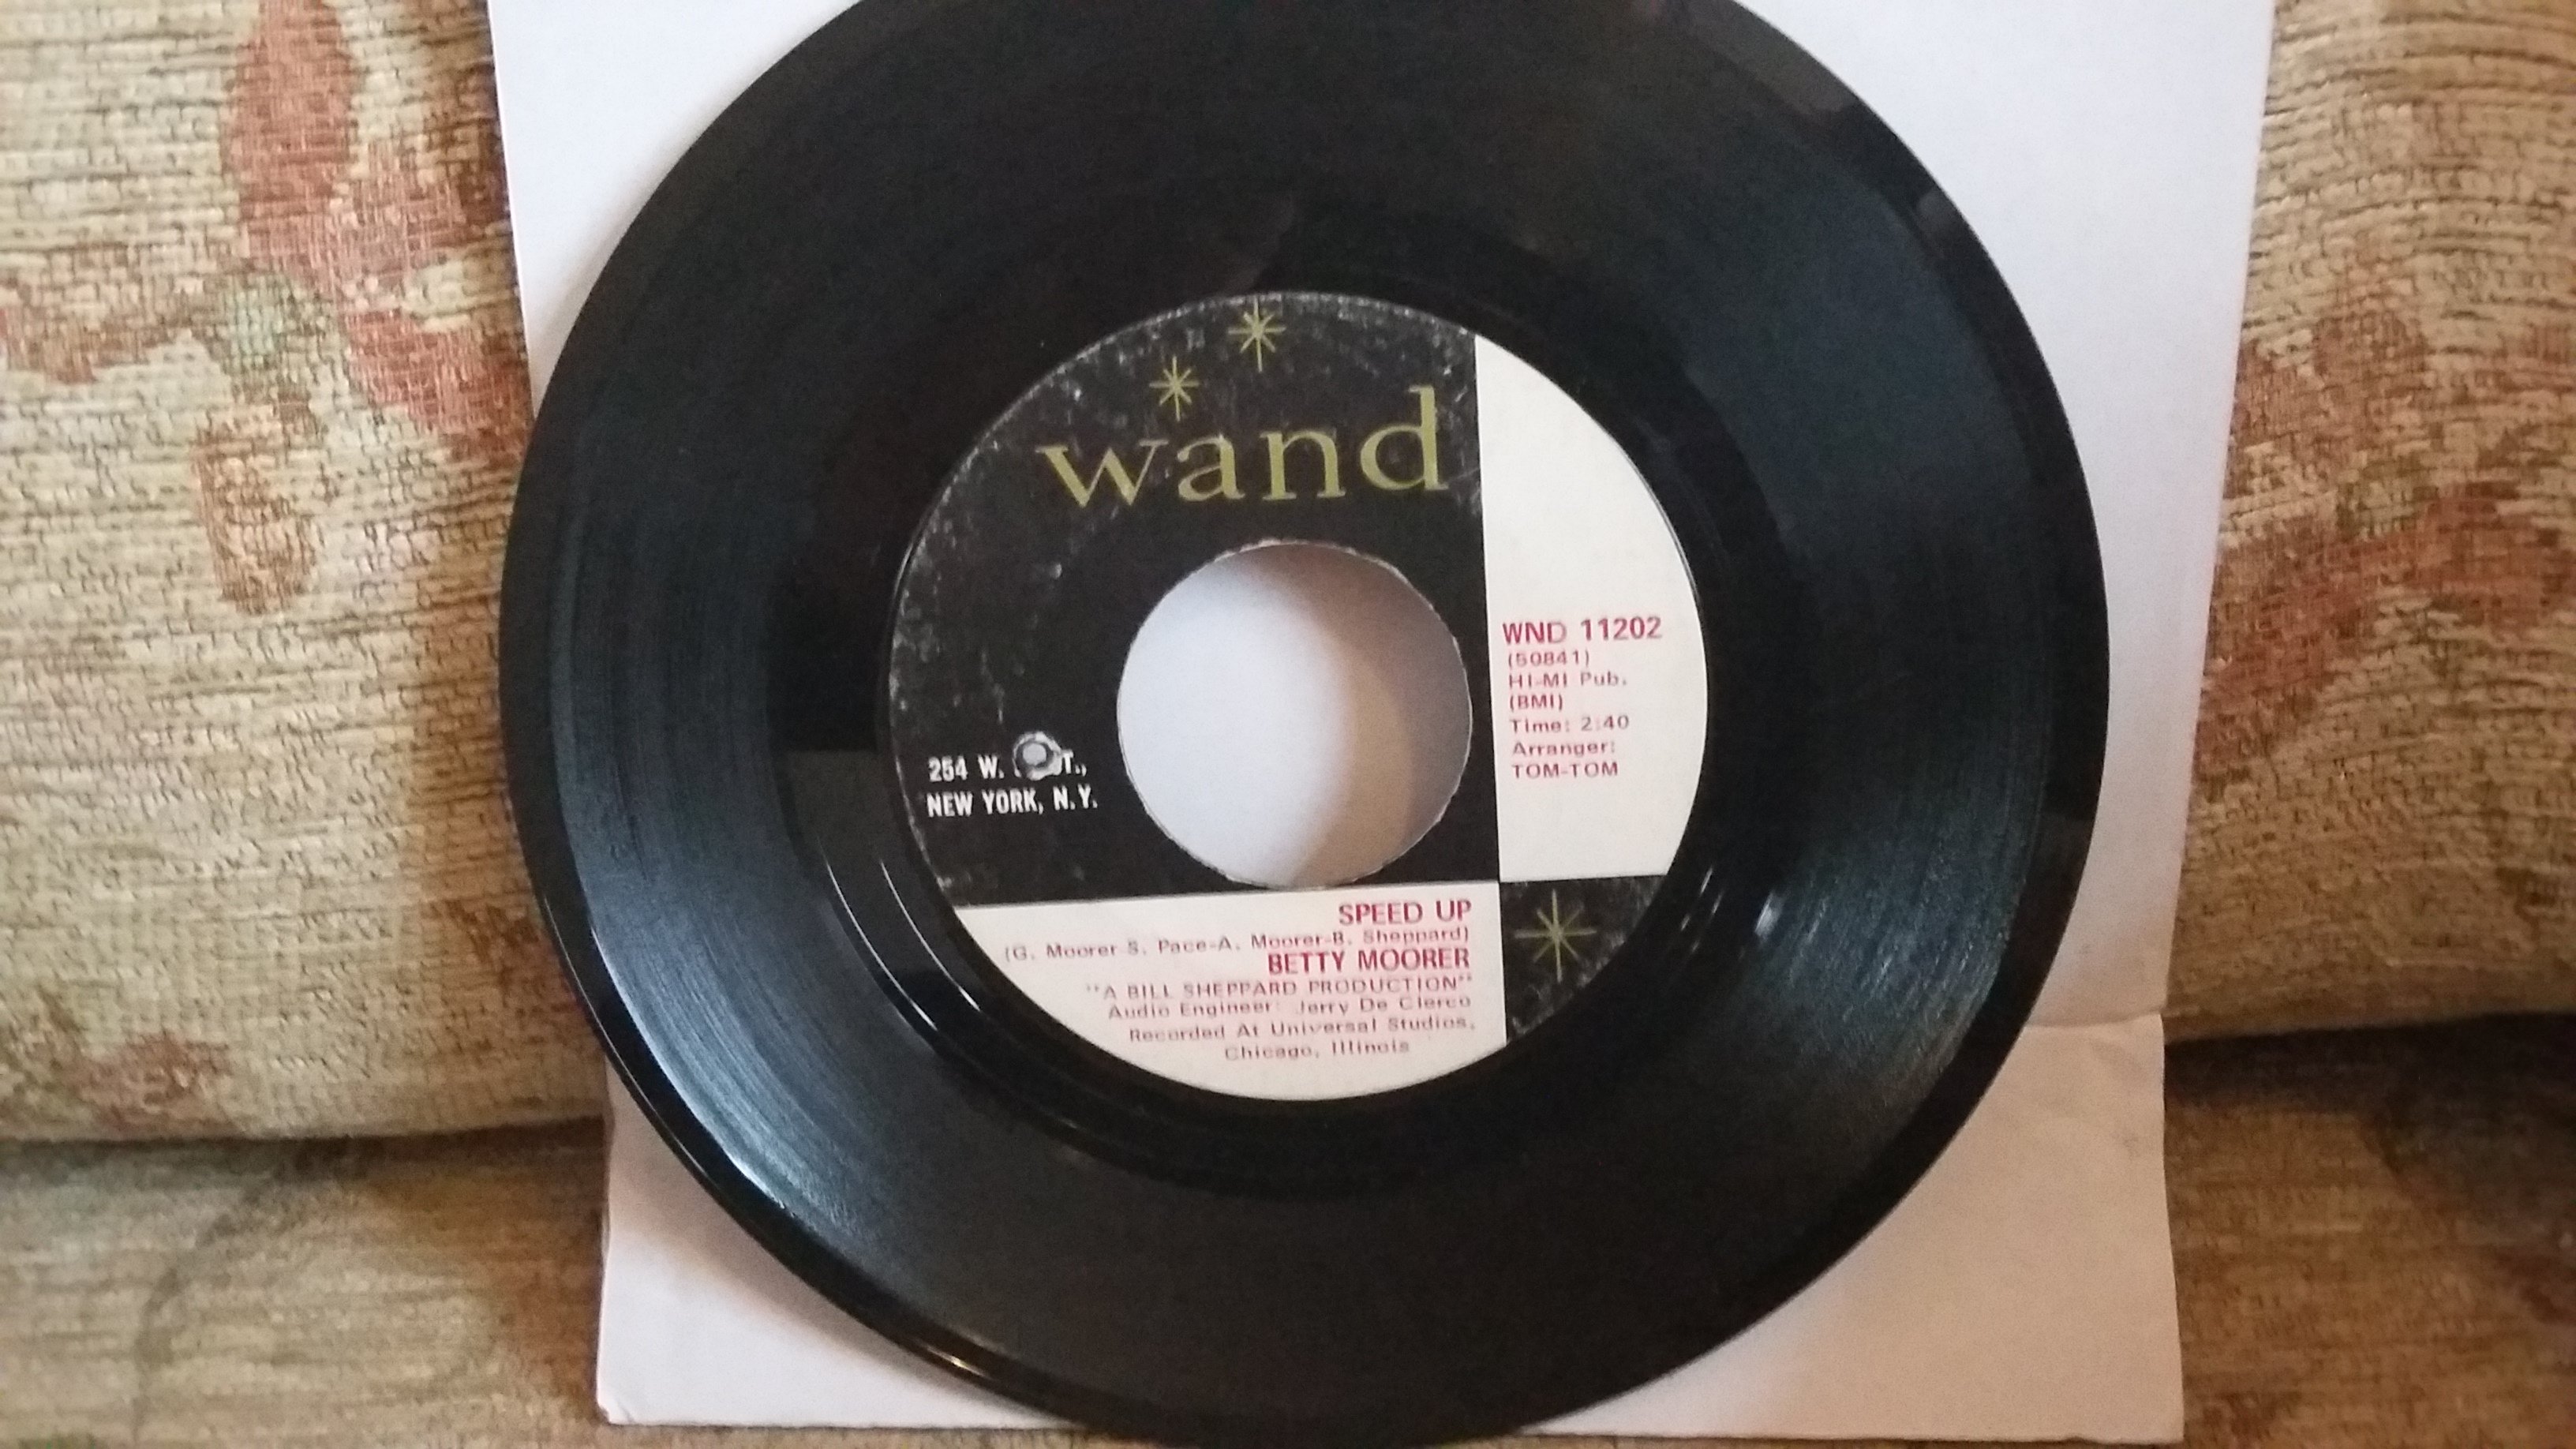 wand
254 W. T.,
NEW YORK, N.Y.
WND 11202
(50841)
HI-MI Pub.
(BMI)
Time: 2:40
Arranger:
TOM-TOM
SPEED UP
(G. Moorer-S. Pace-A. Moorer-B. Sheppard)
BETTY MOORER
"A BILL SHEPPARD PRODUCTION"
Audio Engineer: Jerry De Clerco
Recorded At Universal Studios,
Chicago, Illinois